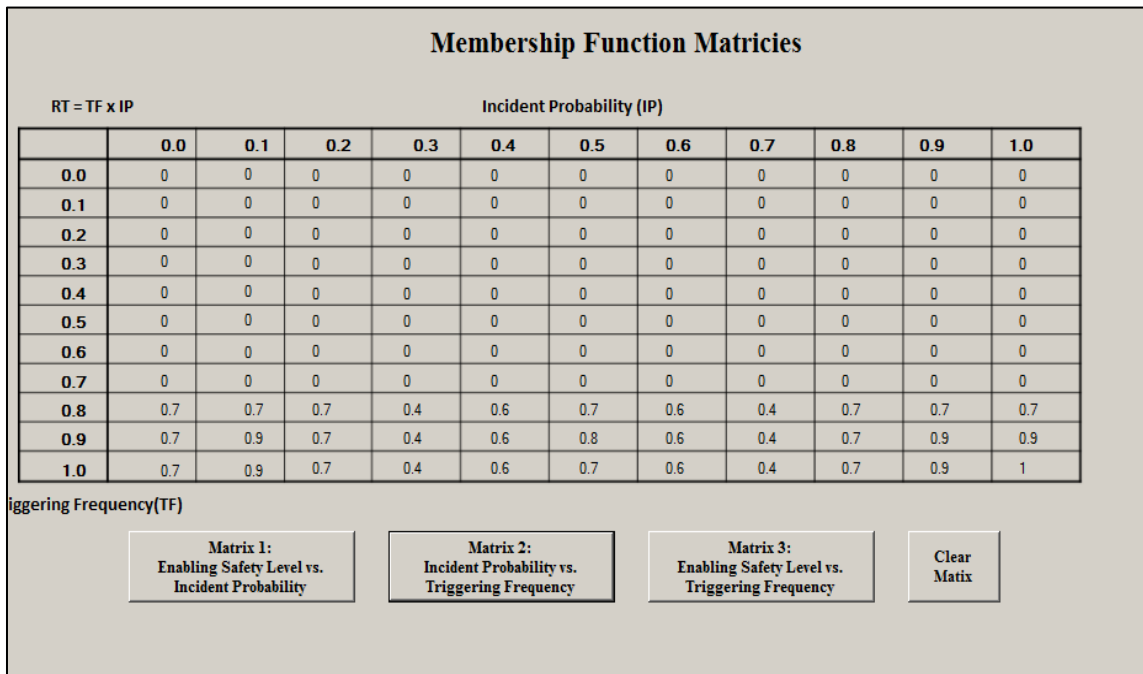 Membership Function Matricies
RT = TF x IP Incident Probability (IP)
0.0 0.1 0.2 0.3 0.4 0.5 0.6 0.7 0.8 0.9 1.0
0.0 0 0 0 0 0 0 0 0 0 0 0
0.1 0 0 0 0 0 0 0 0 0 0 0
0.2 0 0 0 0 0 0 0 0 0 0 0
0.3 0 0 0 0 0 0 0 0 0 0 0
0.4 0 0 0 0 0 0 0 0 0 0 0
0.5 0 0 0 0 0 0 0 0 0 0 0
0.6 0 0 0 0 0 0 0 0 0 0 0
0.7 0 0 0 0 0 0 0 0 0 0 0
0.8 0.7 0.7 0.7 0.4 0.6 0.7 0.6 0.4 0.7 0.7 0.7
0.9 0.7 0.9 0.7 0.4 0.6 0.8 0.6 0.4 0.7 0.9 0.9
1.0 0.7 0.9 0.7 0.4 0.6 0.7 0.6 0.4 0.7 0.9 1
iggering Frequency(TF)
Matrix 1:
Enabling Safety Level vs.
Incident Probability
Matrix 2:
Incident Probability vs.
Triggering Frequency
Matrix 3:
Enabling Safety Level vs.
Triggering Frequency
Clear
Matix